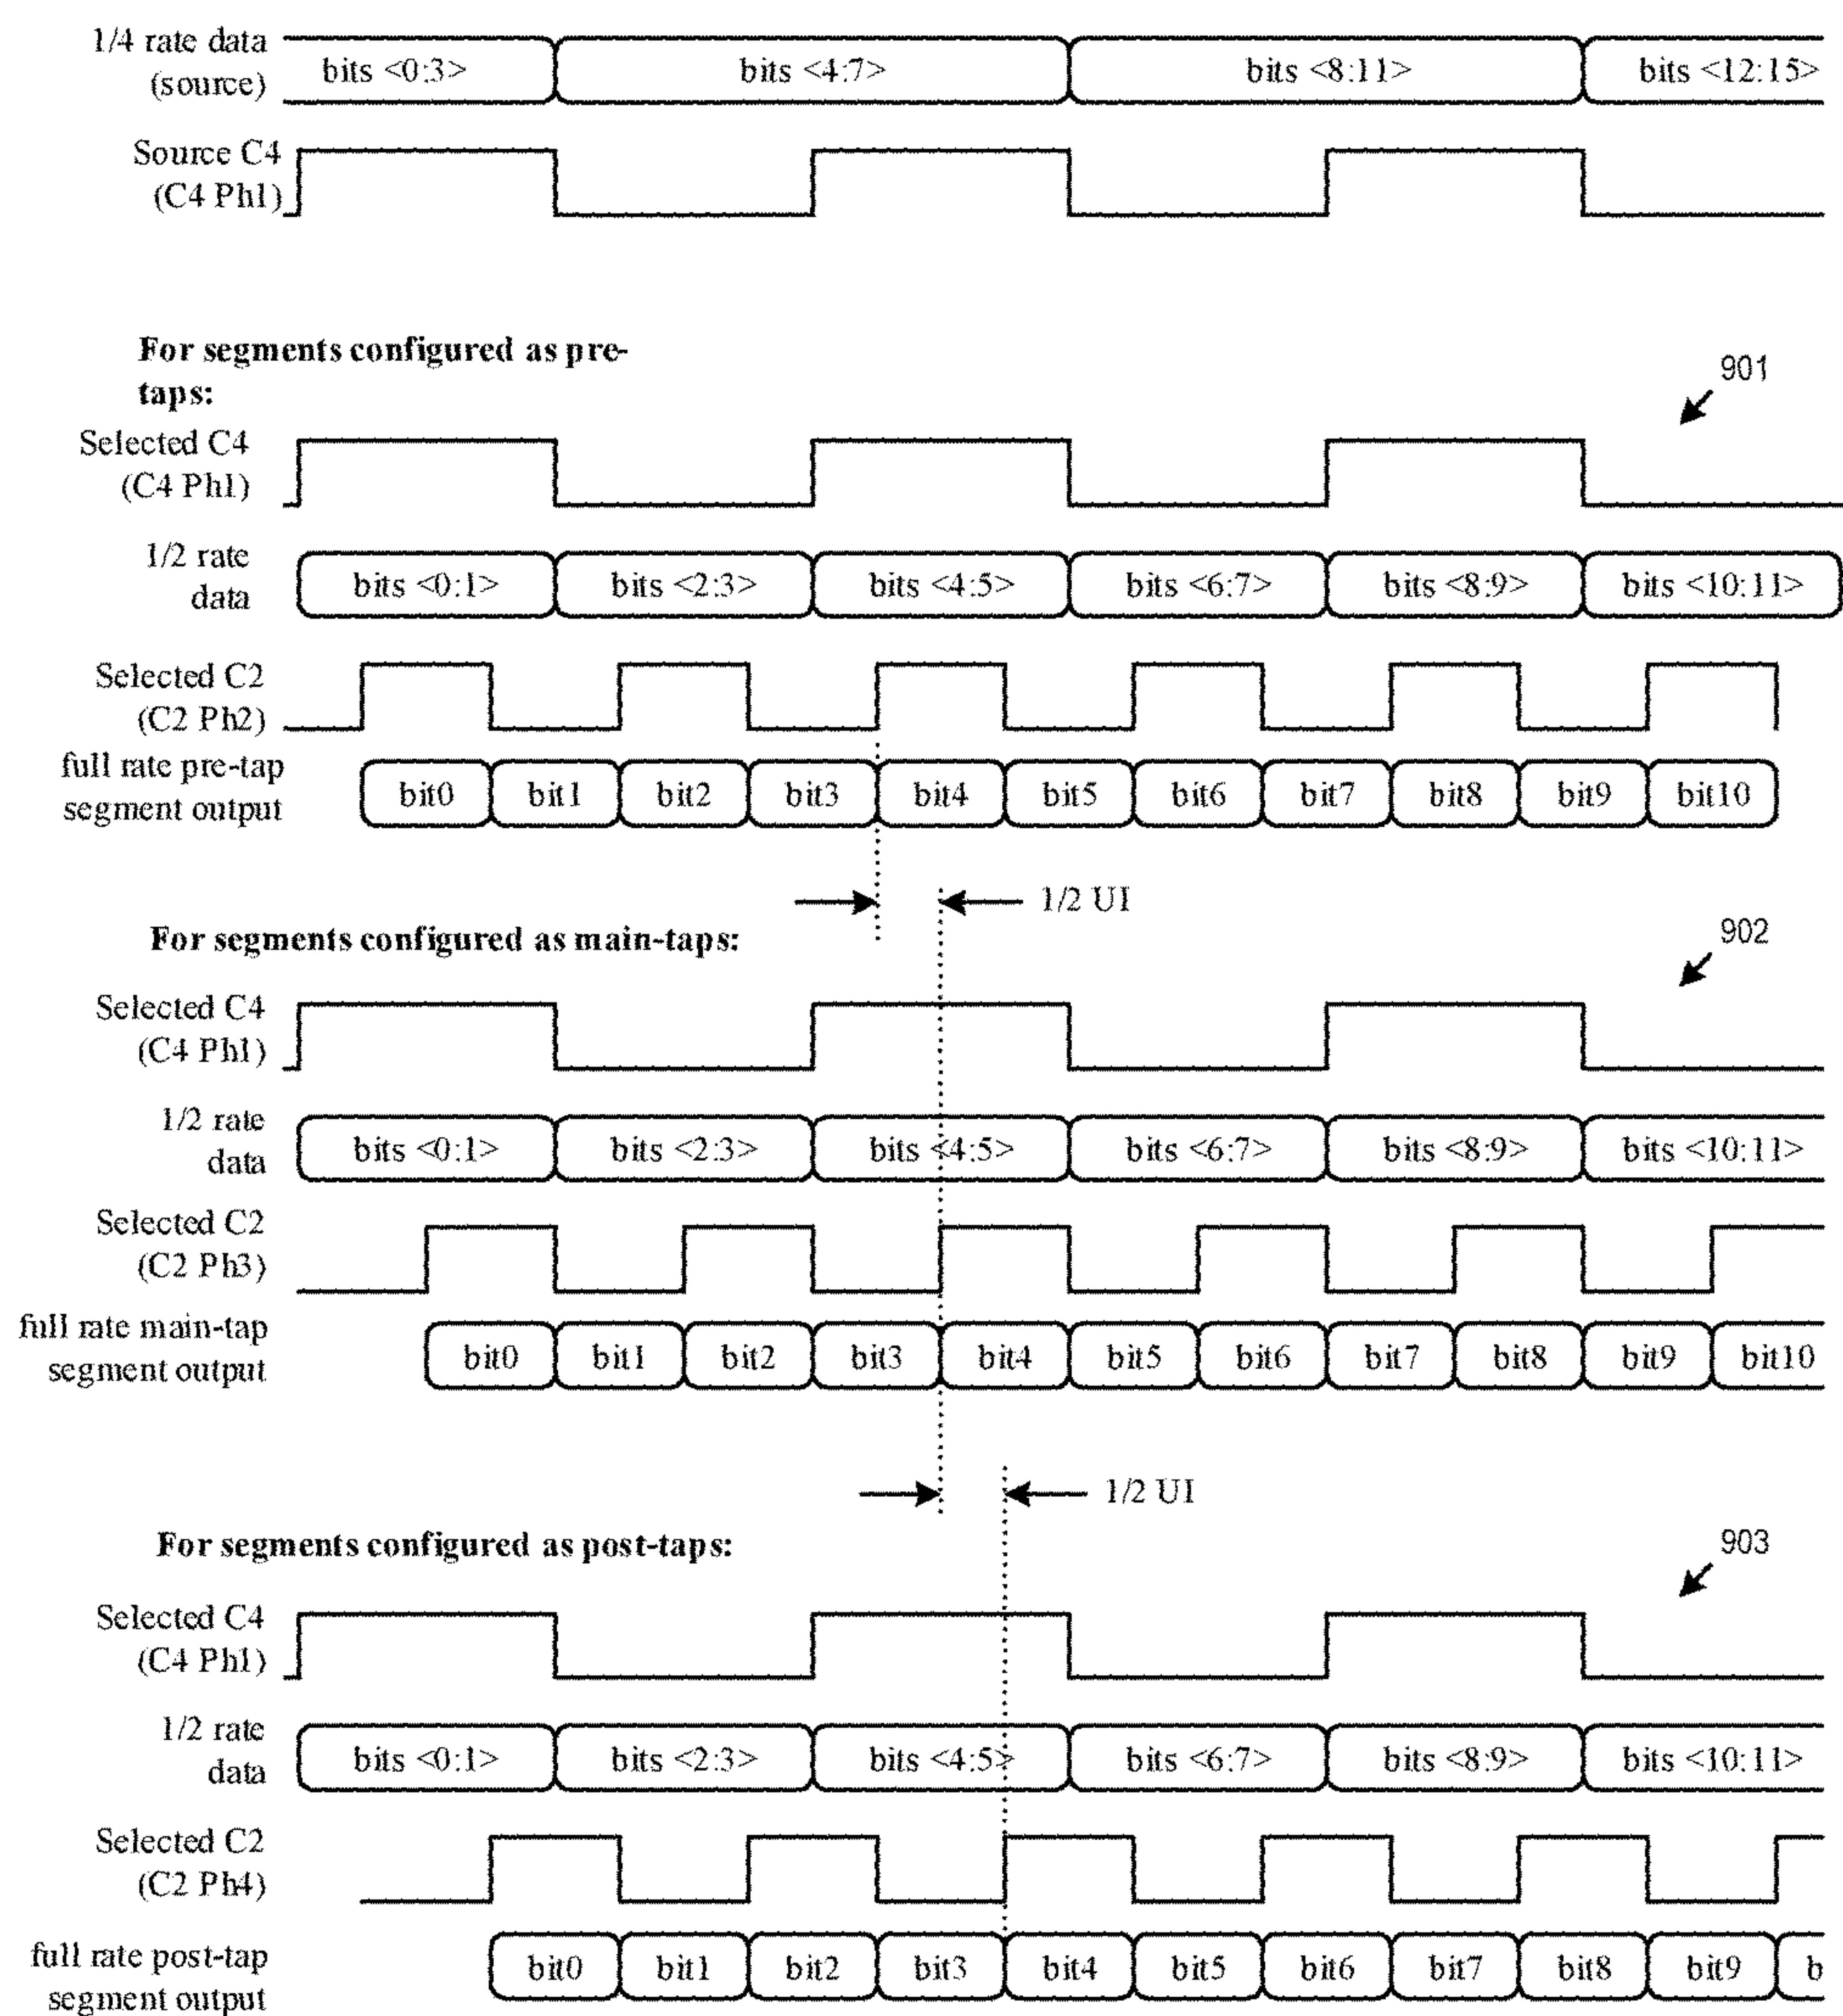 1/4 rate data
(source)
bits <0:3>
bits <4:7>
bits <8:11>
bits <12:15>
Source C4
(C4 Ph1)
For segments configured as pre-
taps:
901
Selected C4
(C4 Ph1)
1/2 rate
data
bits <0:1>
bits <2:3>
bits <4:5>
bits <6:7>
bits <8:9>
bits <10:11>
Selected C2
(C2 Ph2)
full rate pre-tap
segment output
bit0
bit1
bit2
bit3
bit4
bit5
bit6
bit7
bit8
bit9
bit10
1/2 UI
For segments configured as main-taps:
902
Selected C4
(C4 Ph1)
1/2 rate
data
bits <0:1>
bits <2:3>
bits <4:5>
bits <6:7>
bits <8:9>
bits <10:11>
Selected C2
(C2 Ph3)
full rate main-tap
segment output
bit0
bit1
bit2
bit3
bit4
bit5
bit6
bit7
bit8
bit9
bit10
1/2 UI
For segments configured as post-taps:
903
Selected C4
(C4 Ph1)
1/2 rate
data
bits <0:1>
bits <2:3>
bits <4:5>
bits <6:7>
bits <8:9>
bits <10:11>
Selected C2
(C2 Ph4)
full rate post-tap
segment output
bit0
bit1
bit2
bit3
bit4
bit5
bit6
bit7
bit8
bit9
b